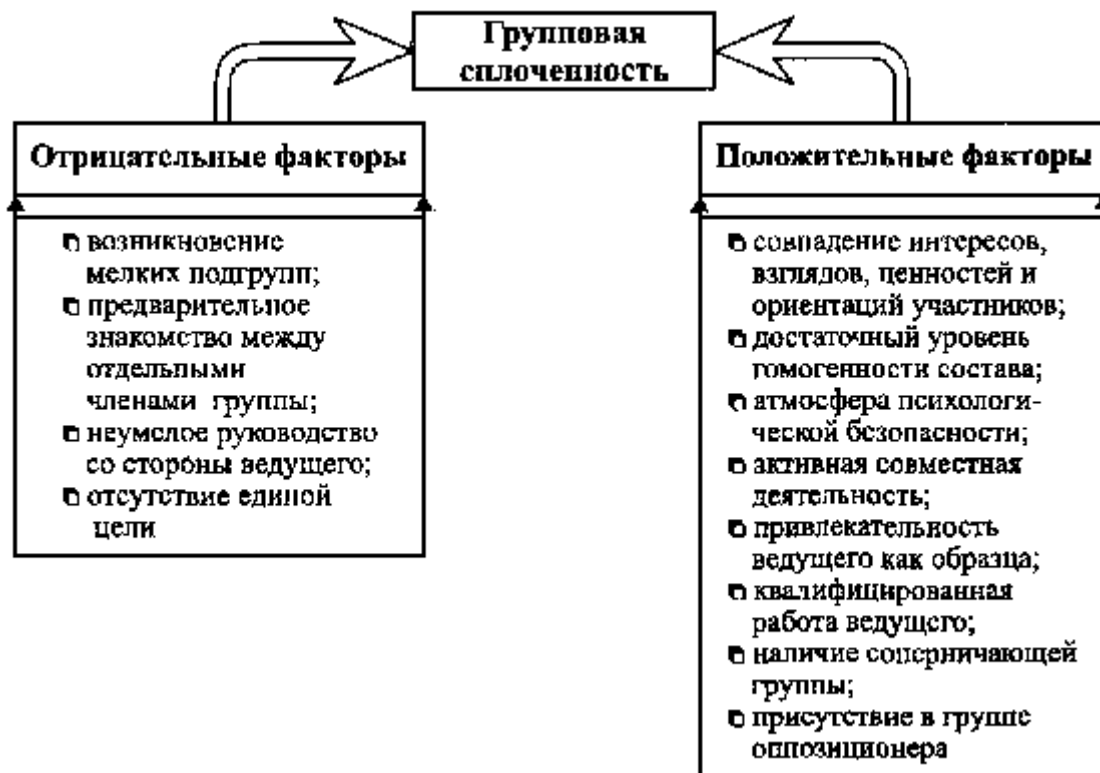 Групповая
сплоченность
Отрицательные факторы
возникновение
мелких подгрупп;
предварительное
знакомство между
отдельными
членами группы;
неумелое руководство
со стороны ведущего;
отсутствие единой
цели
Положительные факторы
совпадение интересов,
взглядов, ценностей и
ориентаций участников;
достаточный уровень
гомогенности состава;
атмосфера психологи-
ческой безопасности;
активная совместная
деятельность;
привлекательность
ведущего как образца;
квалифицированная
работа ведущего;
наличие соперничающей
группы;
присутствие в группе
оппозиционера